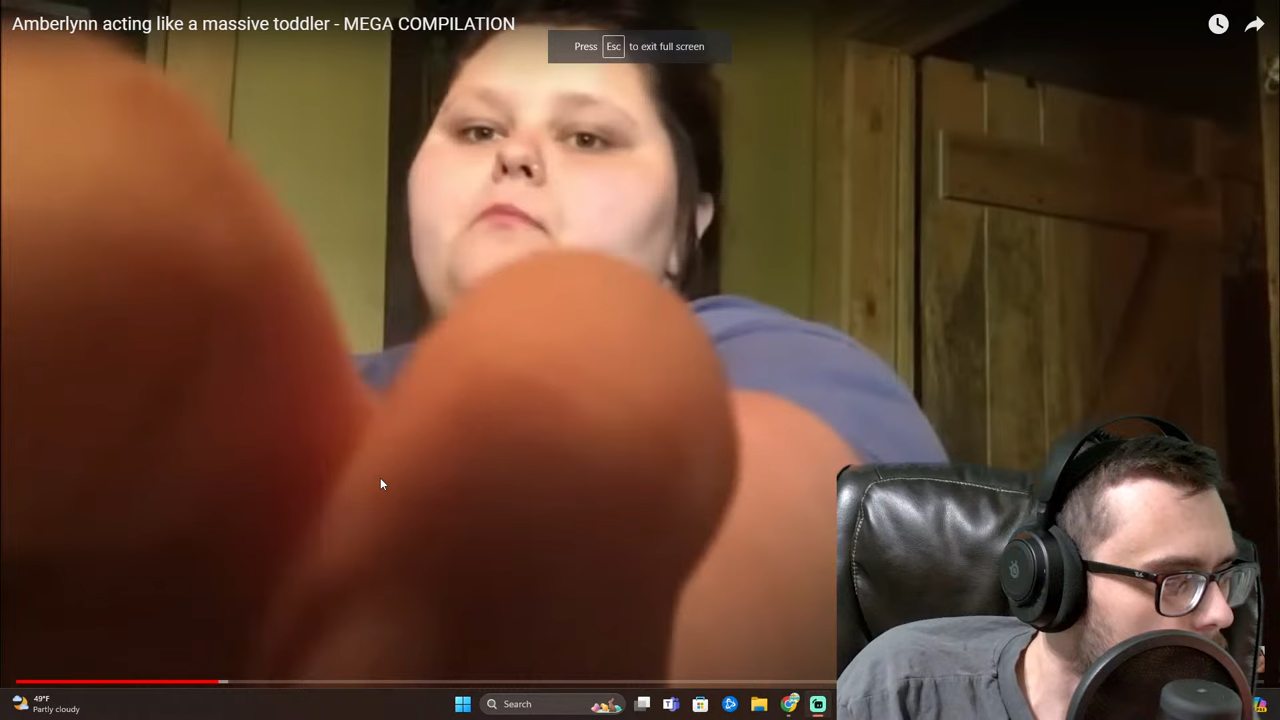 Amberlynn acting like a massive toddler - MEGA COMPILATION
Press Esc to exit full screen
49°F
Partly cloudy
Search